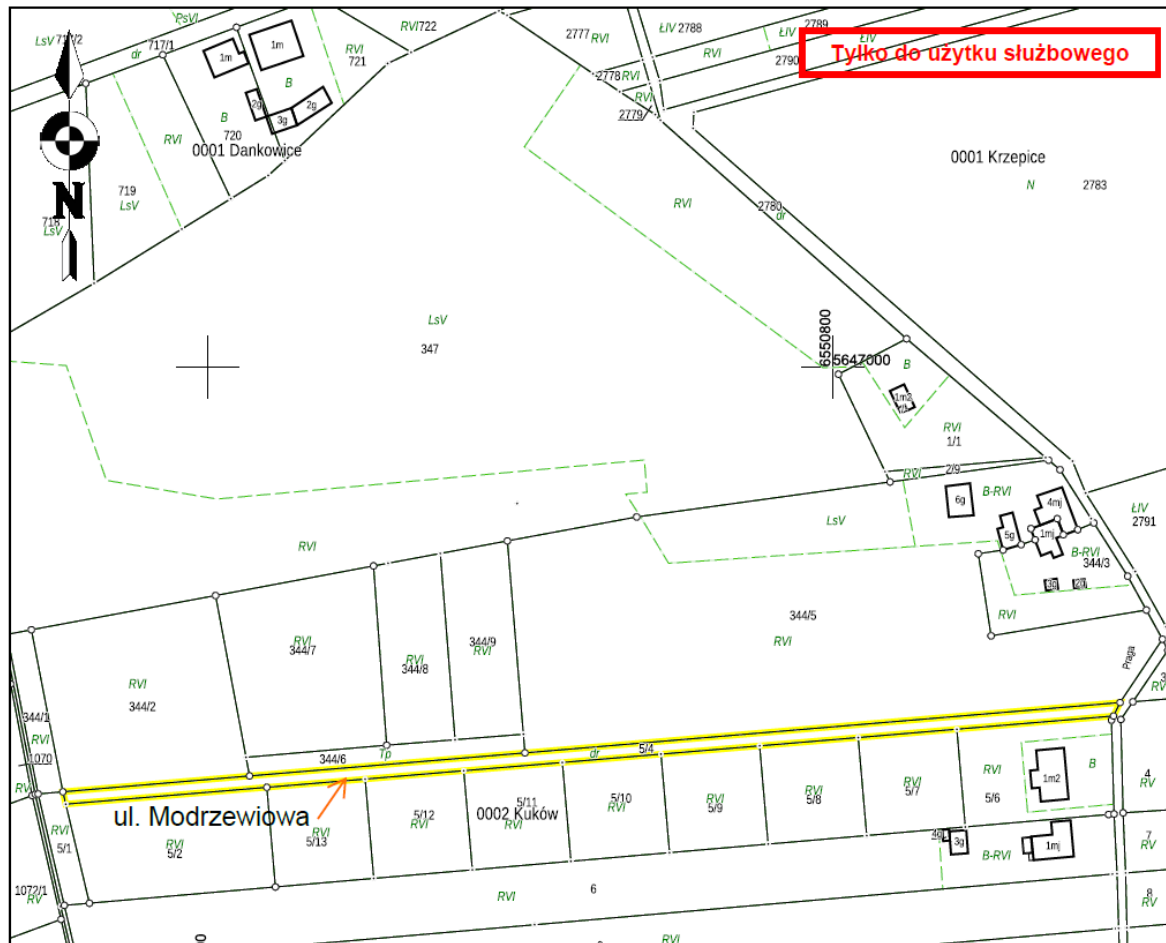 LsV
717/2
PsVI
dr
717/1
1m
1m
RVI
721
RVI
722
2777
RVI
ŁIV
2788
RVI
ŁIV
2789
ŁIV
2790
Tylko do użytku służbowego
2778
RVI
RVI
2779
B
2g
2g
3g
B
720
RVI
0001 Dankowice
719
LsV
718
LsV
N
0001 Krzepice
N
2783
RVI
2780
dr
LsV
347
6550800
5647000
B
1m2
RVI
1/1
RVI
2/9
B-RVI
6g
4mj
5g
1mj
B-RVI
344/3
ŁIV
2791
LsV
RVI
RVI
344/5
RVI
Praga
RVI
344/7
RVI
344/8
344/9
RVI
RVI
344/2
344/1
RVI
1070
RVI
344/6
Tp
dr
5/4
RV
ul. Modrzewiowa
RVI
5/1
RVI
5/2
RVI
5/13
5/12
RVI
5/11
RVI
0002 Kuków
5/10
RVI
RVI
5/9
RVI
5/8
RVI
5/7
RVI
5/6
1m2
B
4
RV
4g
3g
B-RVI
1mj
7
RV
1072/1
RV
RVI
6
8
RV
RVI